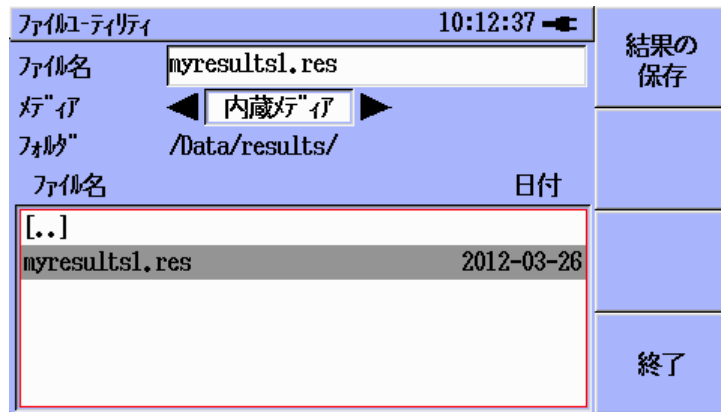 ﾌｧｲﾙﾕｰﾃｨﾘﾃｨ 10:12:37
ﾌｧｲﾙ名 myresults1.res
ﾒﾃﾞｨｱ 内蔵ﾒﾃﾞｨｱ
ﾌｫﾙﾀﾞ /Data/results/
ﾌｧｲﾙ名 日付
[..]
myresults1.res 2012-03-26
結果の
保存
終了